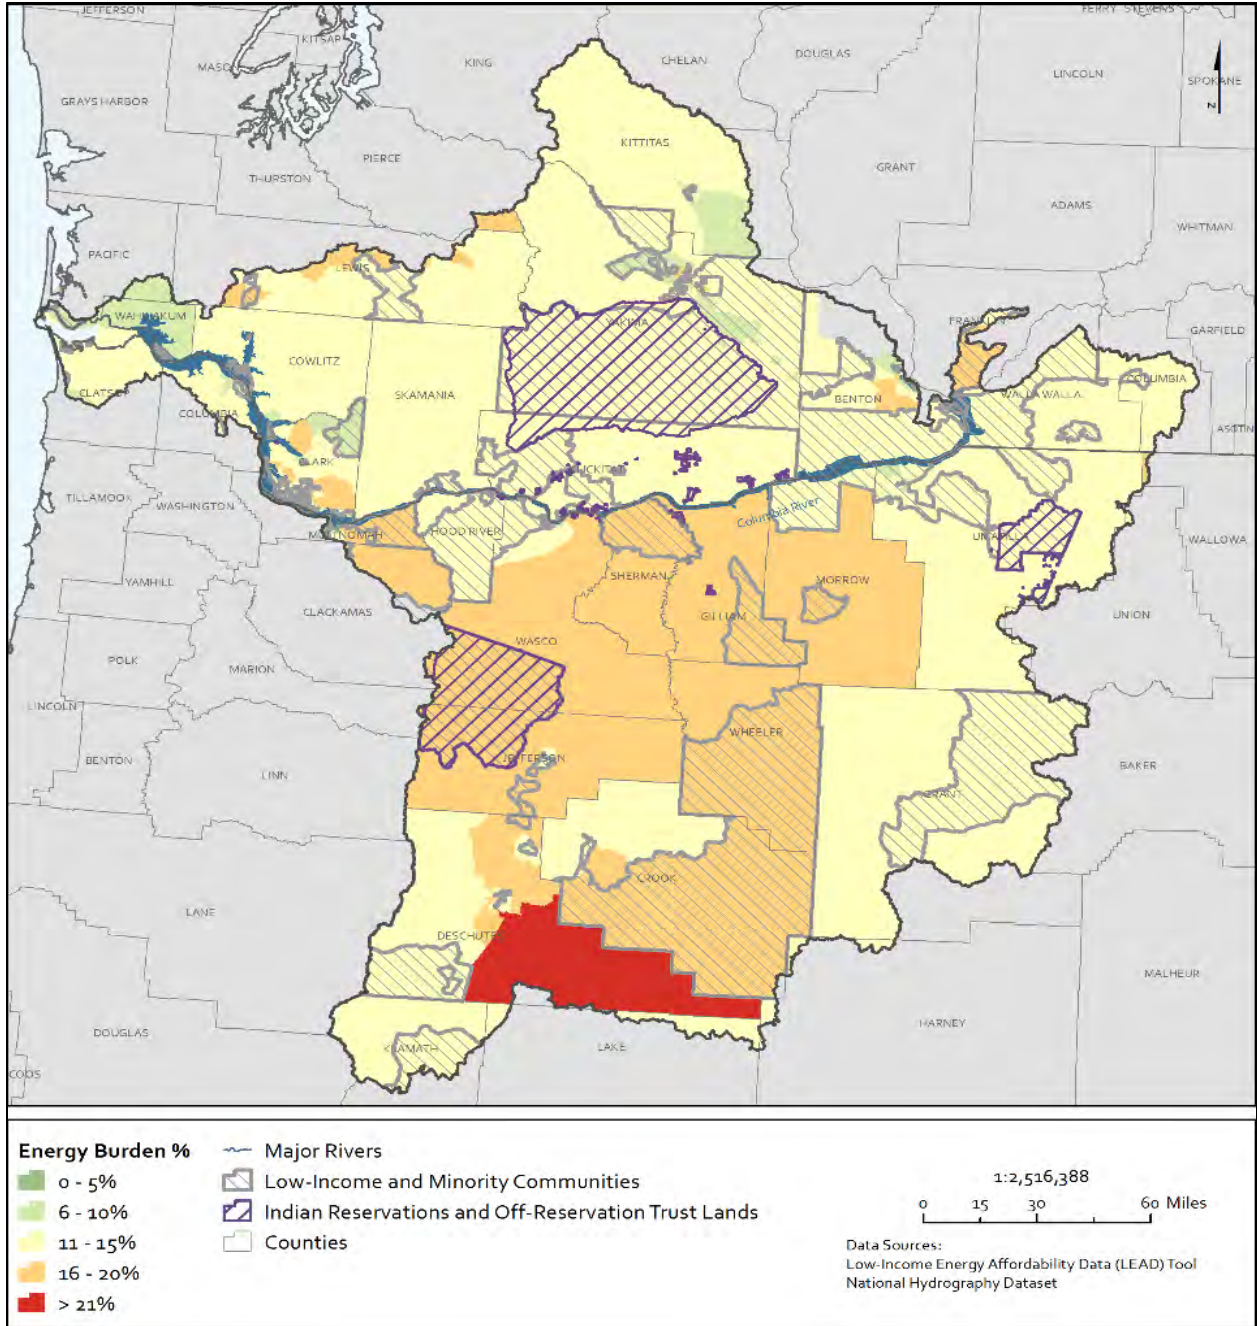 JEFFERSON
FERRY
STEVENS
KITSAP
MASO
KING
CHELAN
DOUGLAS
LINCOLN
SPOKANE
GRAYS HARBOR
N
KITTITAS
PIERCE
GRANT
THURSTON
ADAMS
WHITMAN
PACIFIC
LEWIS
WAHKIAKUM
YAKIMA
FRANKLIN
GARFIELD
COWLITZ
CLATSOP
SKAMANIA
COLUMBIA
WALLA WALLA
COLUMBIA
BENTON
ASOTIN
CLARK
KLICKITAT
TILLAMOOK
WASHINGTON
Columbia River
MULTNOMAH
HOOD RIVER
UMATILLA
WALLOWA
YAMHILL
SHERMAN
MORROW
CLACKAMAS
GILLIAM
UNION
WASCO
POLK
MARION
LINCOLN
WHEELER
JEFFERSON
BENTON
LINN
BAKER
GRANT
CROOK
LANE
DESCHUTE
MALHEUR
DOUGLAS
HARNEY
KLAMATH
LAKE
COOS
Energy Burden %
0 - 5%
6 - 10%
11 - 15%
16 - 20%
> 21%
Major Rivers
Low-Income and Minority Communities
Indian Reservations and Off-Reservation Trust Lands
Counties
1:2,516,388
0 15 30 60 Miles
Data Sources:
Low-Income Energy Affordability Data (LEAD) Tool
National Hydrography Dataset